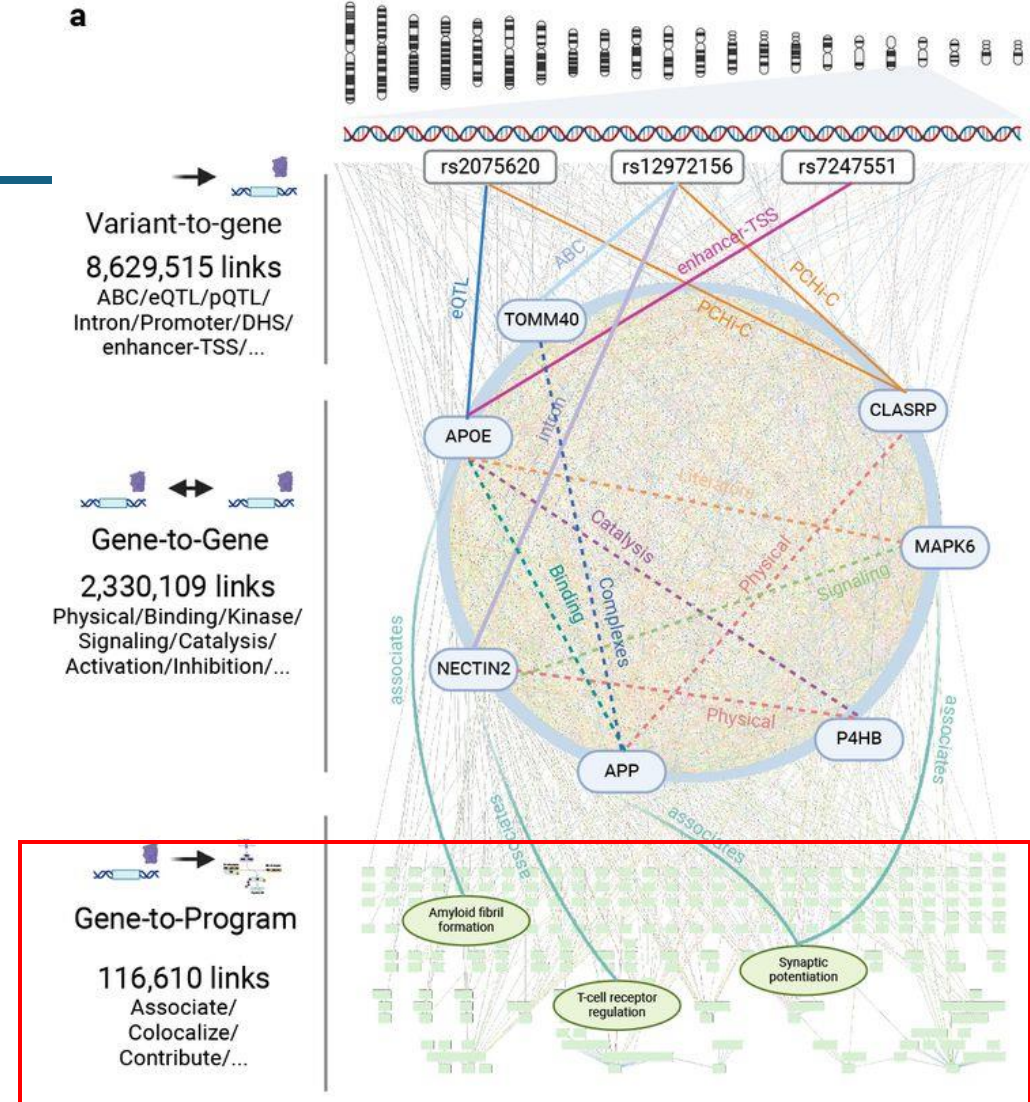 a
rs2075620
rs12972156
rs7247551
Variant-to-gene
8,629,515 links
ABC/eQTL/pQTL/
Intron/Promoter/DHS/
enhancer-TSS/...
eQTL
ABC
enhancer-TSS
PCHi-C
PCHi-C
TOMM40
CLASRP
APOE
Intron
Literature
Gene-to-Gene
2,330,109 links
Physical/Binding/Kinase/
Signaling/Catalysis/
Activation/Inhibition/...
Catalysis
MAPK6
Physical
Signaling
Binding
Complexes
associates
NECTIN2
Physical
P4HB
APP
associates
associates
associates
Gene-to-Program
116,610 links
Associate/
Colocalize/
Contribute/...
Amyloid fibril
formation
T-cell receptor
regulation
Synaptic
potentiation